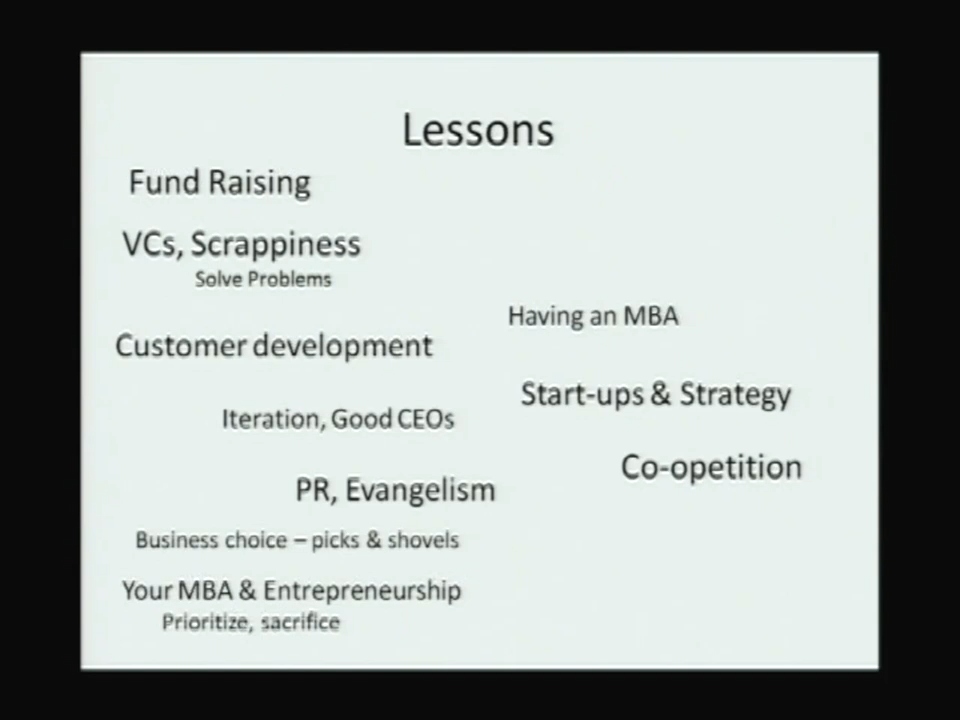 Lessons
Fund Raising
VCs, Scrappiness
Solve Problems
Having an MBA
Customer development
Start-ups & Strategy
Iteration, Good CEOs
Co-opetition
PR, Evangelism
Business choice – picks & shovels
Your MBA & Entrepreneurship
Prioritize, sacrifice